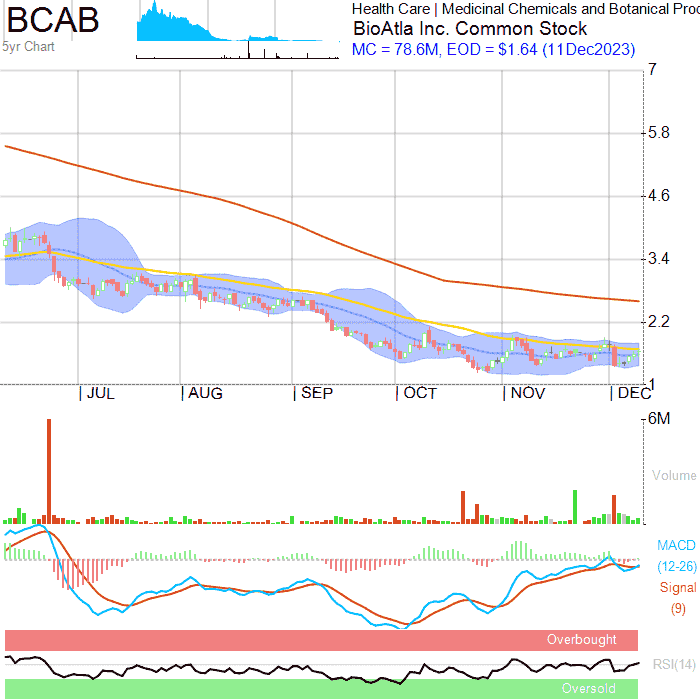 BCAB
5yr Chart
Health Care | Medicinal Chemicals and Botanical Proc
BioAtla Inc. Common Stock
MC = 78.6M, EOD = $1.64 (11Dec2023)
7
5.8
4.6
3.4
2.2
1
JUL AUG SEP OCT NOV DEC
6M
Volume
MACD
(12-26)
Signal
(9)
Overbought
RSI(14)
Oversold